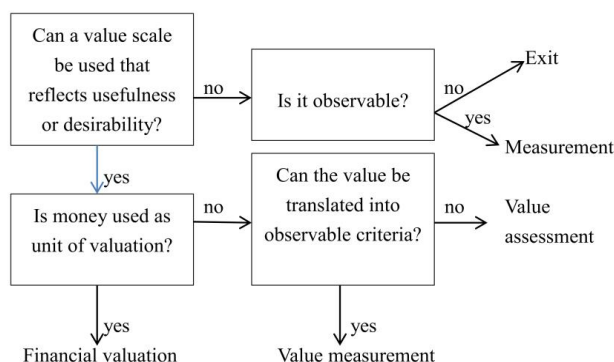 Can a value scale
be used that
reflects usefulness
or desirability?
no
Is it observable?
no
Exit
yes
Measurement
yes
Is money used as
unit of valuation?
no
Can the value be
translated into
observable criteria?
no
Value
assessment
yes
Financial valuation
yes
Value measurement